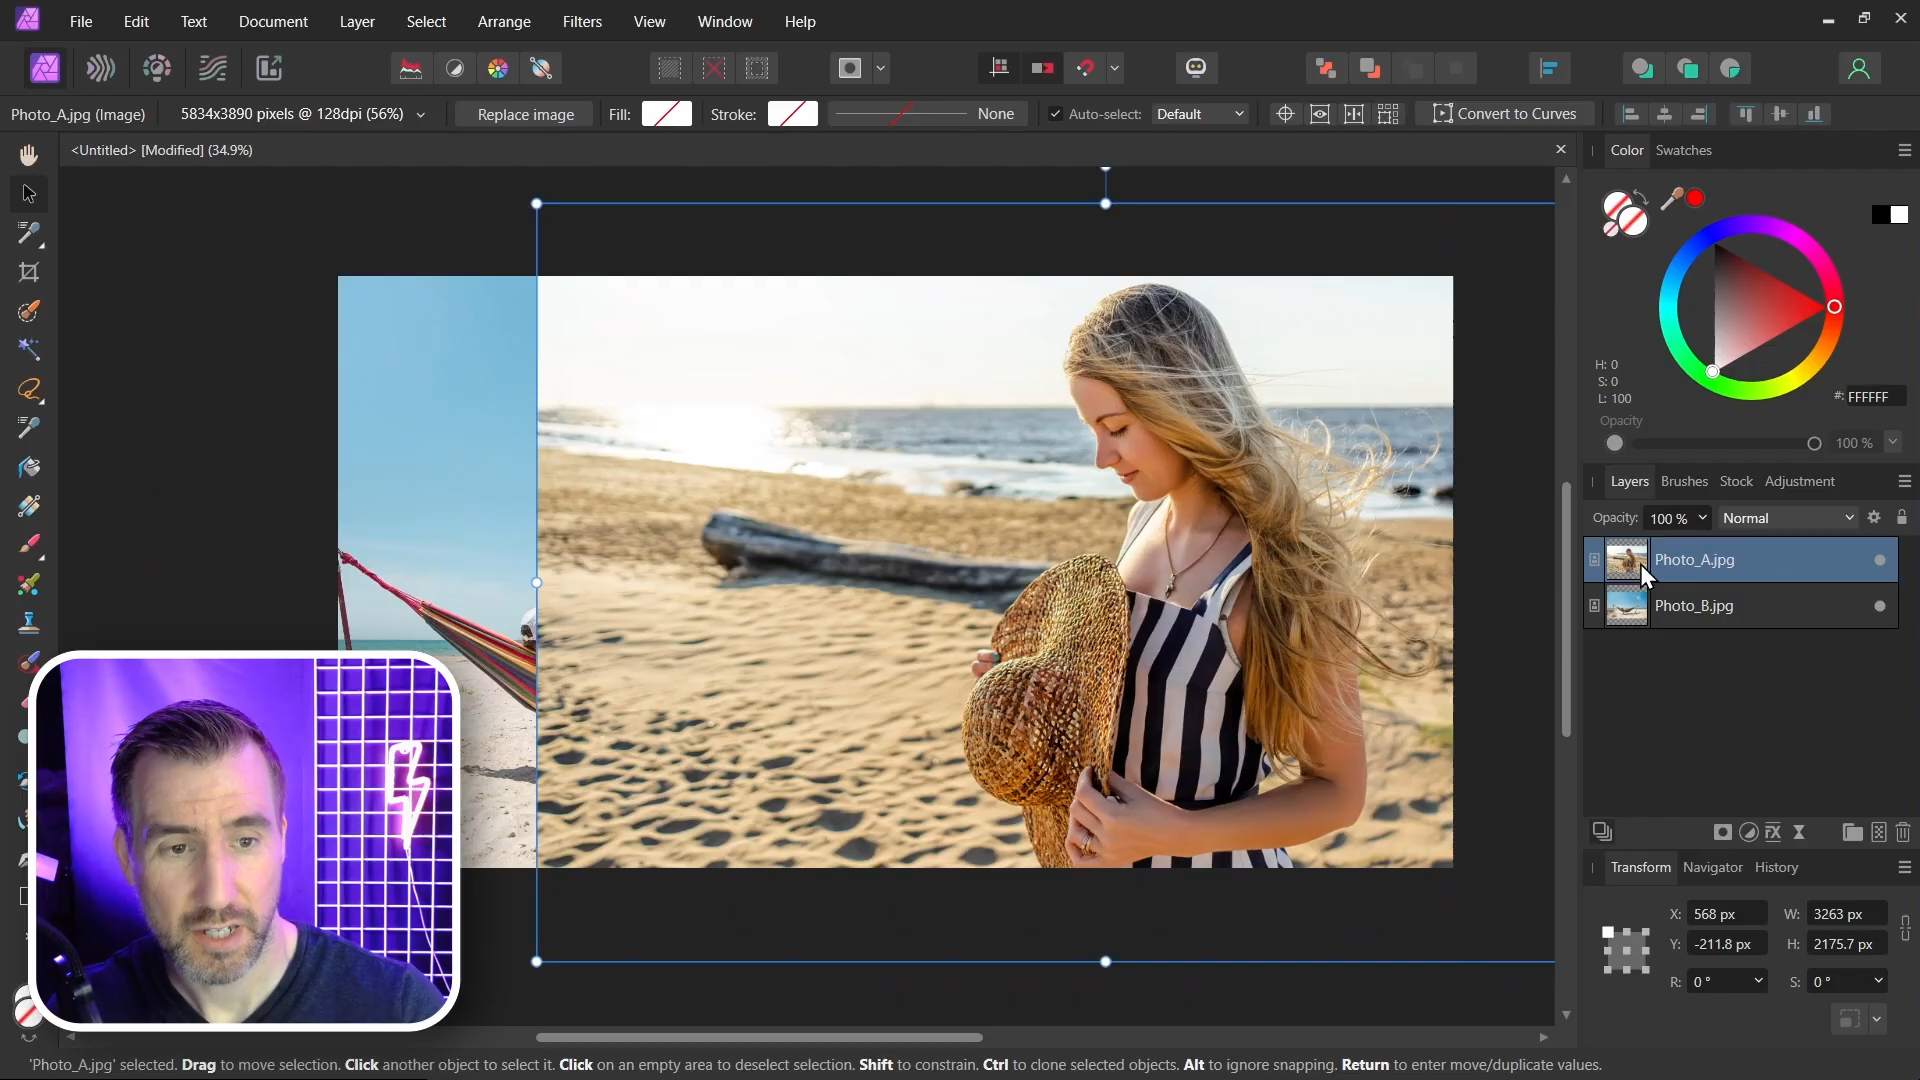 File Edit Text Document Layer Select Arrange Filters View Window Help
Photo_A.jpg (Image) 5834x3890 pixels @ 128dpi (56%) Replace image Fill: Stroke: None Auto-select: Default Convert to Curves
<Untitled> [Modified] (34.9%)
Color Swatches
H: 0
S: 0
L: 100
#: FFFFFF
Opacity
100 %
Layers Brushes Stock Adjustment
Opacity: 100 % Normal
Photo_A.jpg
Photo_B.jpg
Transform Navigator History
X: 568 px W: 3263 px
Y: -211.8 px H: 2175.7 px
R: 0 ° S: 0 °
'Photo_A.jpg' selected. Drag to move selection. Click another object to select it. Click on an empty area to deselect selection. Shift to constrain. Ctrl to clone selected objects. Alt to ignore snapping. Return to enter move/duplicate values.